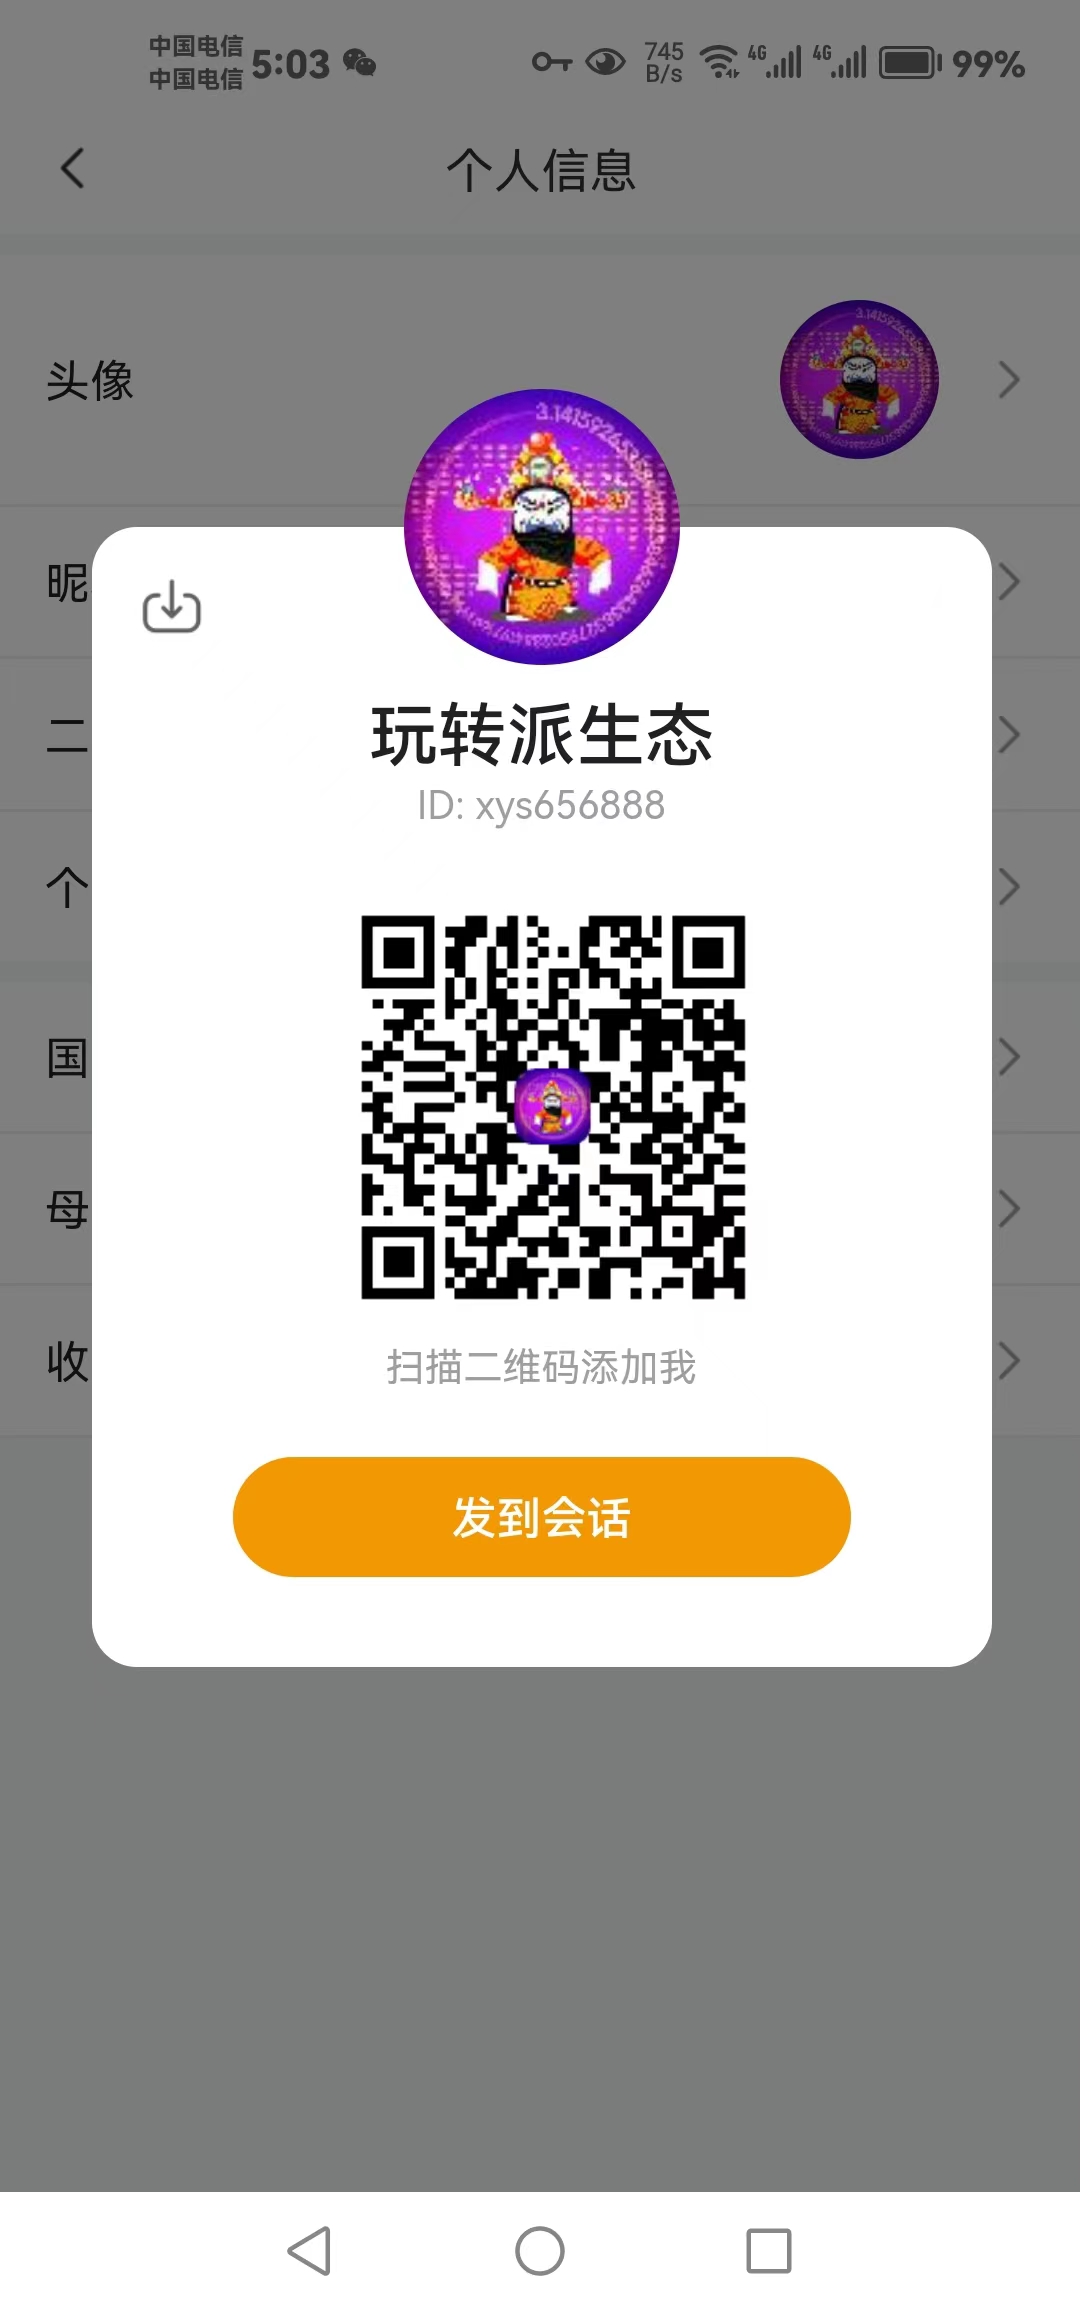 中国电信
中国电信
5:03
745
B/s
4G
4G
99%
个人信息
头像
3.14159265358
昵
玩转派生态
二
ID: xys656888
个
国
母
收
扫描二维码添加我
发到会话